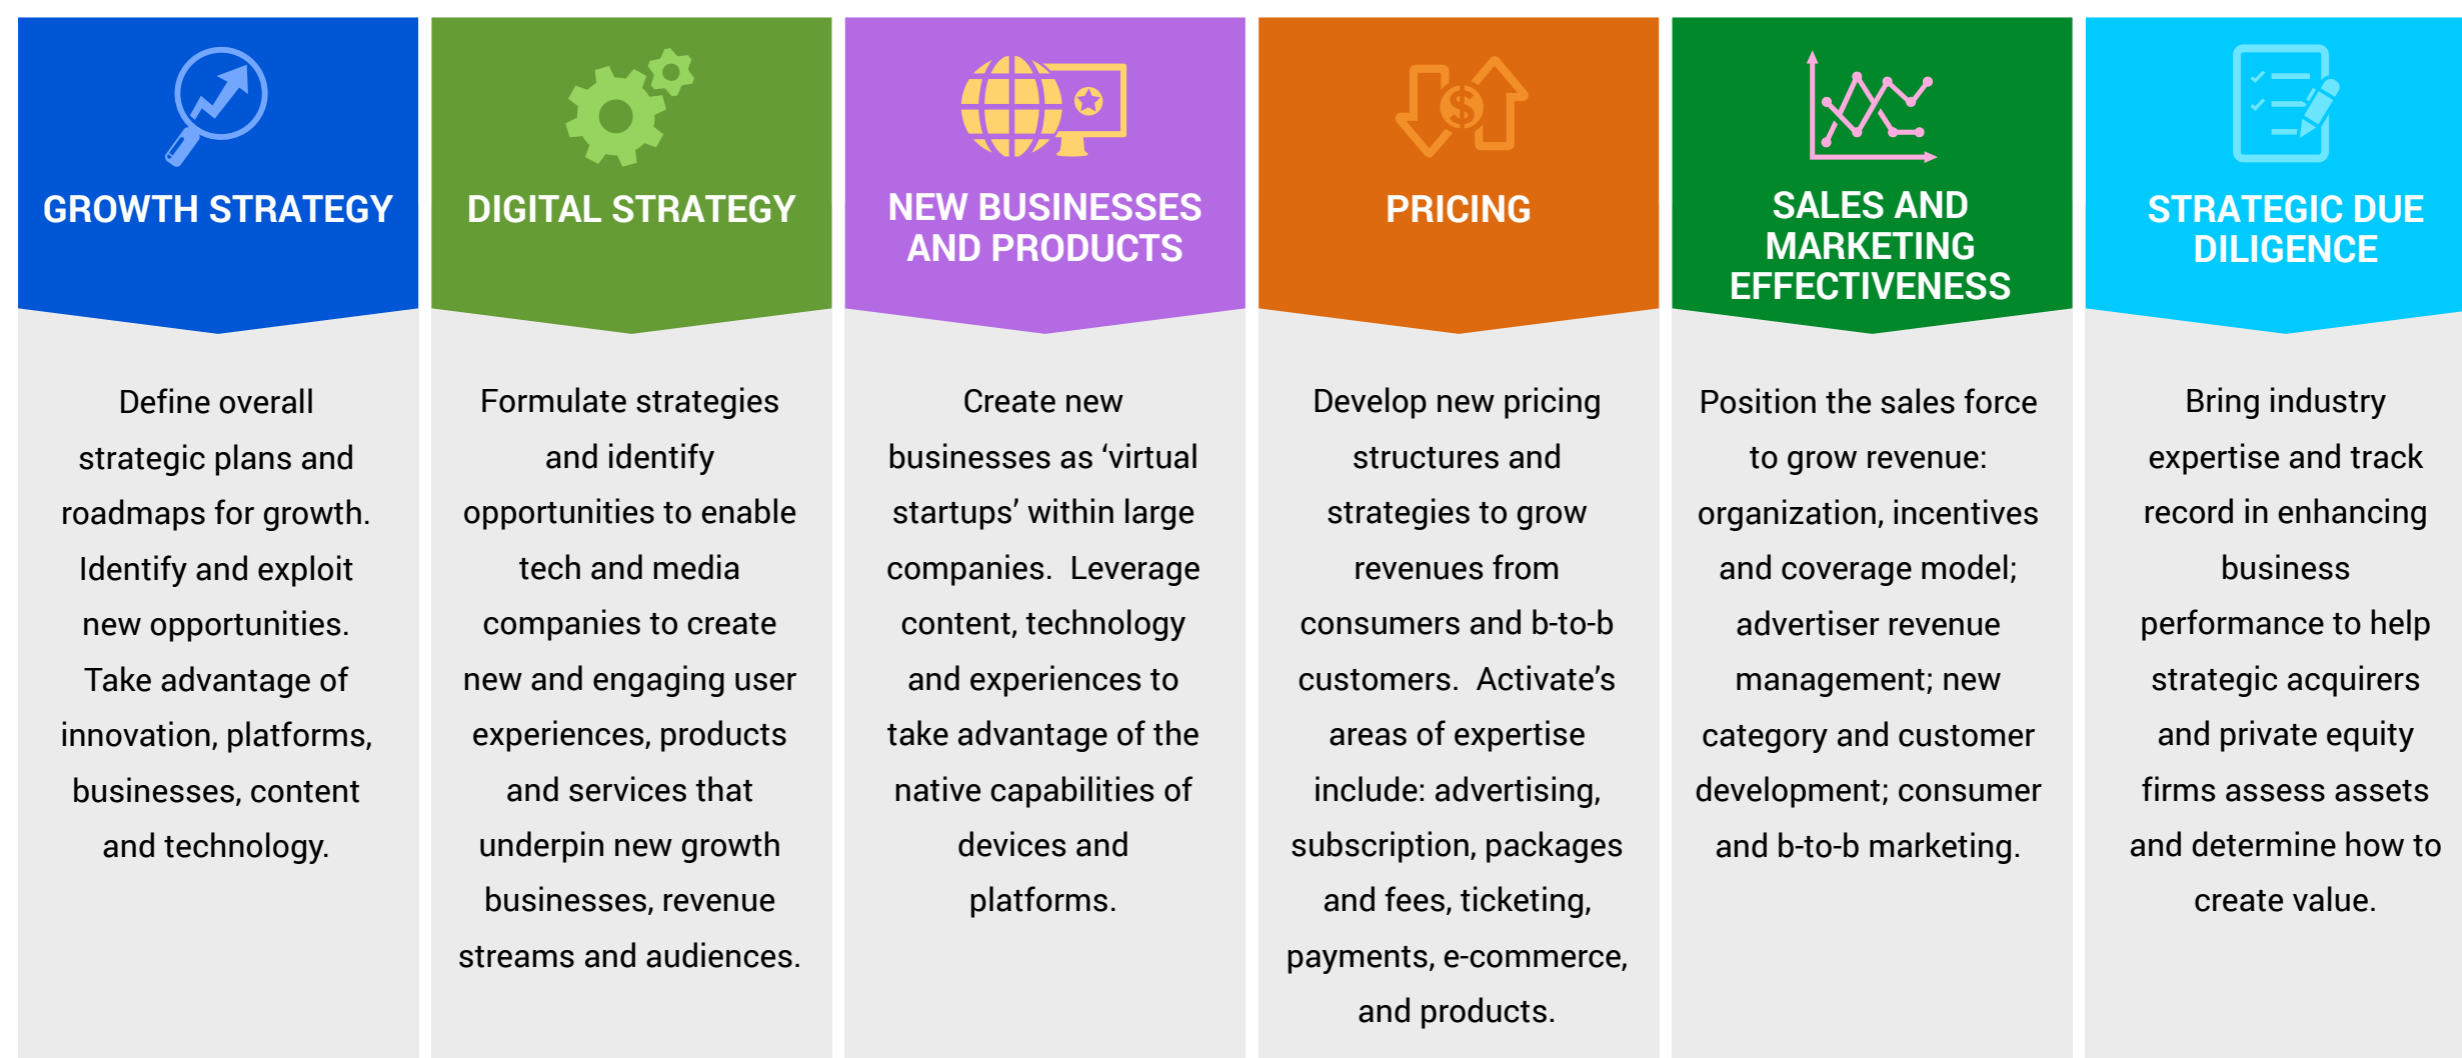 GROWTH STRATEGY
Define overall
strategic plans and
roadmaps for growth.
Identify and exploit
new opportunities.
Take advantage of
innovation, platforms,
businesses, content
and technology.
DIGITAL STRATEGY
Formulate strategies
and identify
opportunities to enable
tech and media
companies to create
new and engaging user
experiences, products
and services that
underpin new growth
businesses, revenue
streams and audiences.
NEW BUSINESSES
AND PRODUCTS
Create new
businesses as ‘virtual
startups’ within large
companies.  Leverage
content, technology
and experiences to
take advantage of the
native capabilities of
devices and
platforms.
PRICING
Develop new pricing
structures and
strategies to grow
revenues from
consumers and b-to-b
customers.  Activate’s
areas of expertise
include: advertising,
subscription, packages
and fees, ticketing,
payments, e-commerce,
and products.
SALES AND
MARKETING
EFFECTIVENESS
Position the sales force
to grow revenue:
organization, incentives
and coverage model;
advertiser revenue
management; new
category and customer
development; consumer
and b-to-b marketing.
STRATEGIC DUE
DILIGENCE
Bring industry
expertise and track
record in enhancing
business
performance to help
strategic acquirers
and private equity
firms assess assets
and determine how to
create value.